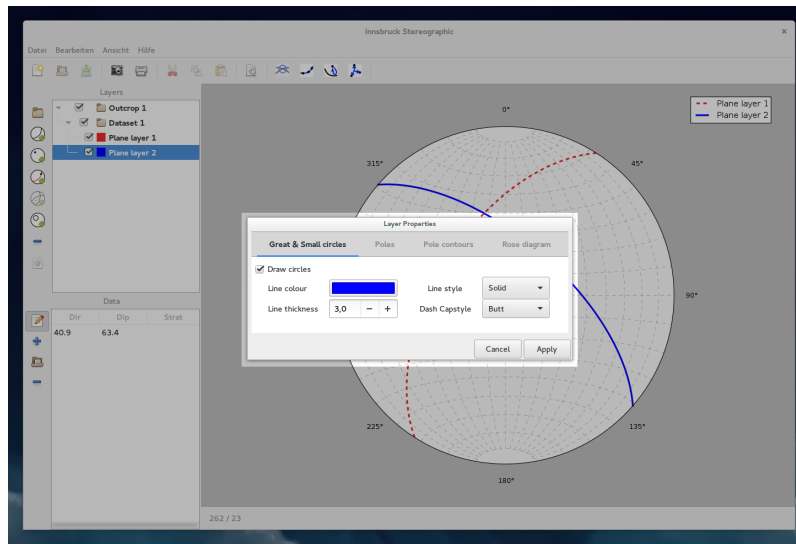 Innsbruck Stereographic
Datei Bearbeiten Ansicht Hilfe
Layers
Outcrop 1
Dataset 1
Plane layer 1
Plane layer 2
Data
Dir Dip Strat
40.9 63.4
0°
45°
90°
135°
180°
225°
315°
Plane layer 1
Plane layer 2
Layer Properties
Great & Small circles Poles Pole contours Rose diagram
Draw circles
Line colour Line style Solid
Line thickness 3,0 − + Dash Capstyle Butt
Cancel Apply
262 / 23